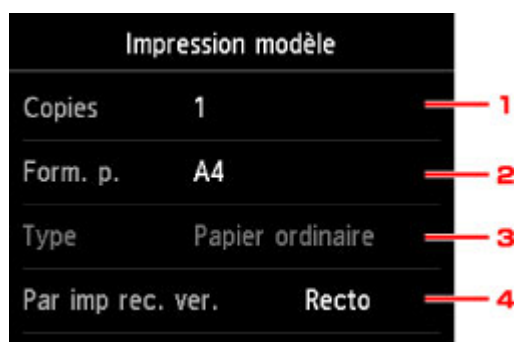 Impression modèle
Copies 1 1
Form. p. A4 2
Type Papier ordinaire 3
Par imp rec. ver. Recto 4